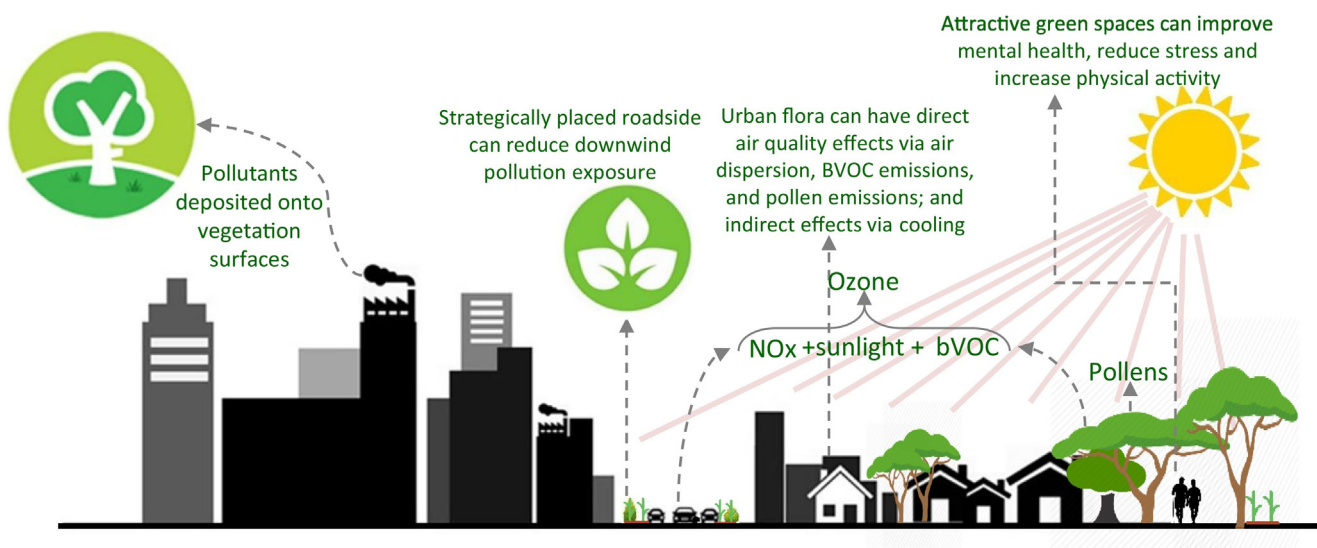 Attractive green spaces can improve
mental health, reduce stress and
increase physical activity
Strategically placed roadside
can reduce downwind
pollution exposure
Urban flora can have direct
air quality effects via air
dispersion, BVOC emissions,
and pollen emissions; and
indirect effects via cooling
Pollutants
deposited onto
vegetation
surfaces
Ozone
NOx +sunlight + bVOC
Pollens